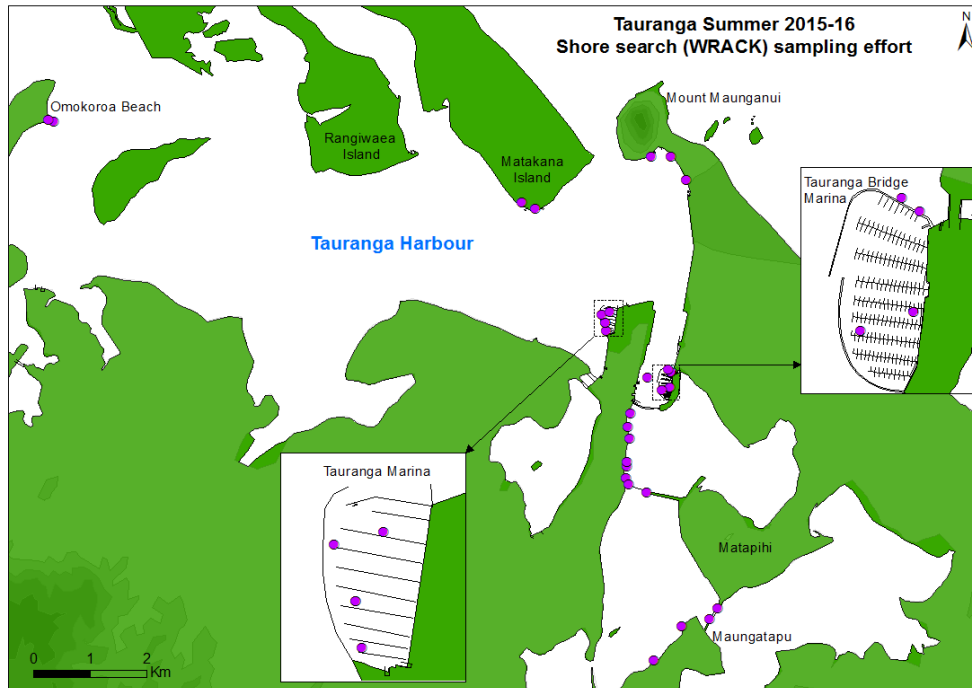 Tauranga Summer 2015-16
Shore search (WRACK) sampling effort
N
Omokoroa Beach
Mount Maunganui
Rangiwaea
Island
Matakana
Island
Tauranga Bridge
Marina
Tauranga Harbour
Tauranga Marina
Matapihi
Maungatapu
0 1 2
Km